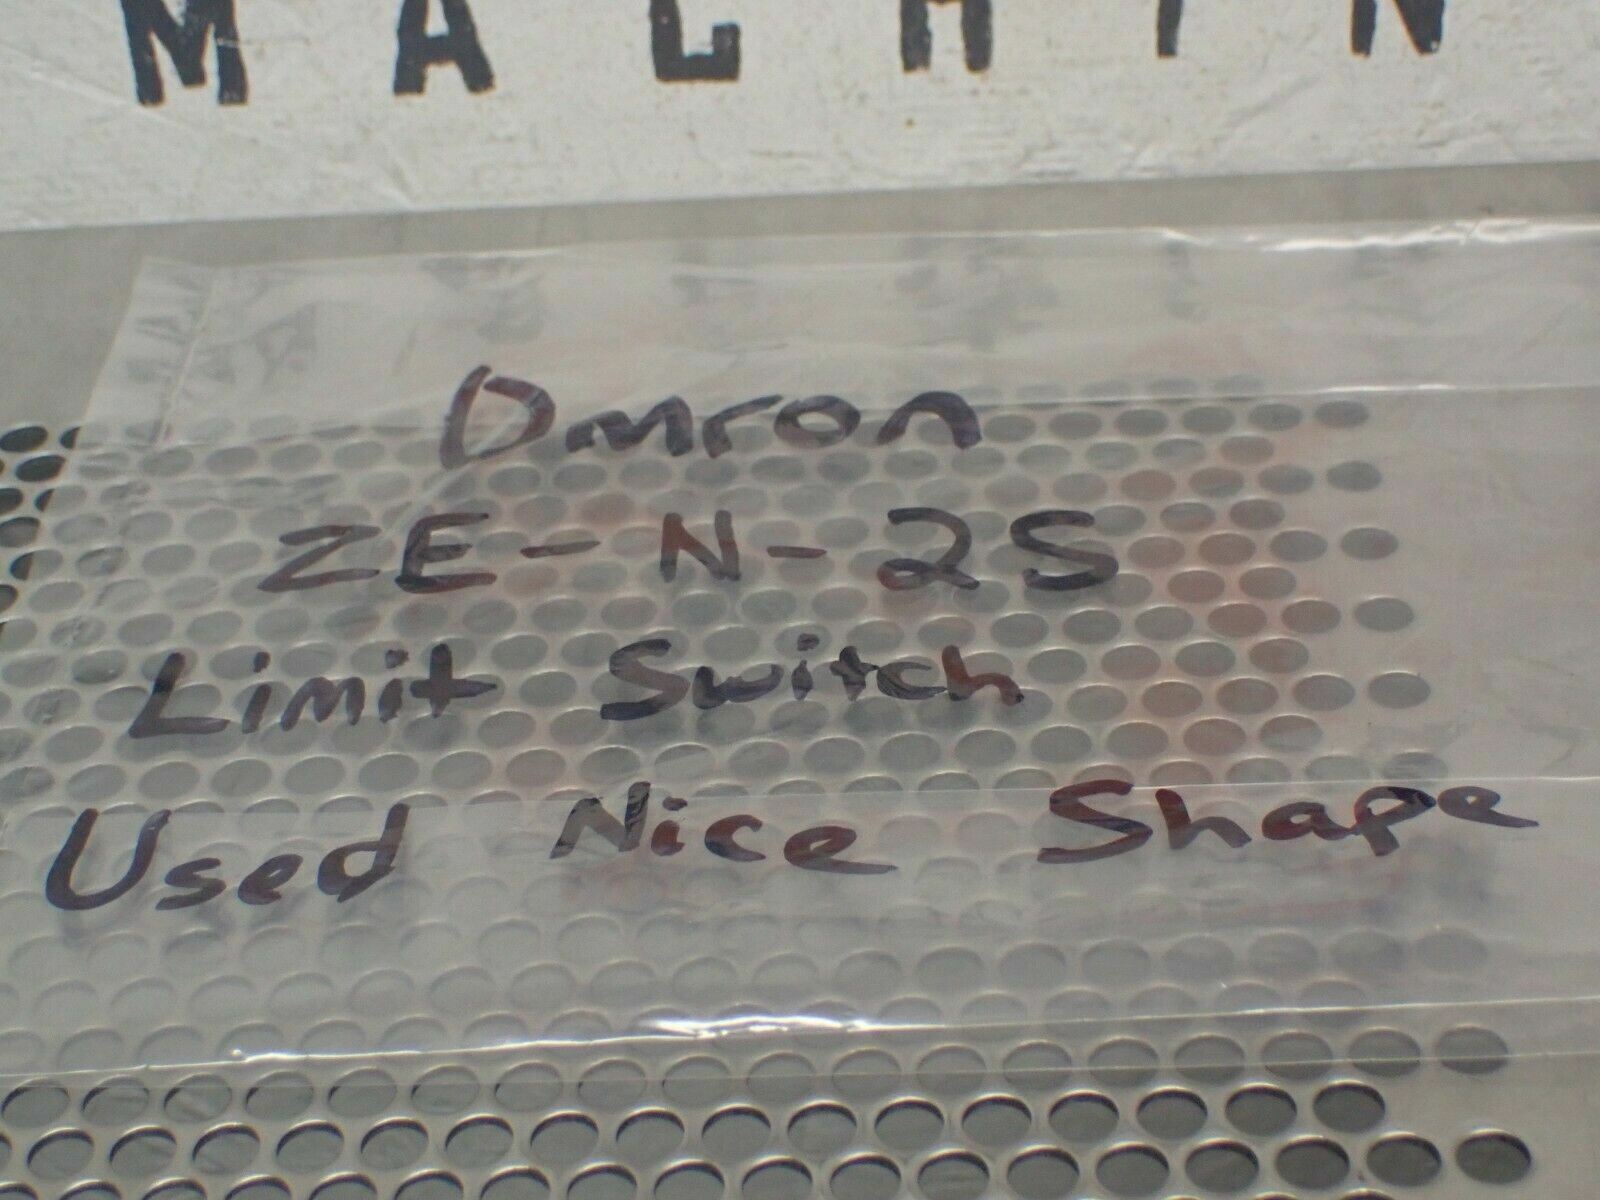 MACHIN
Omron
ZE-N-2S
Limit Switch
Used Nice Shape